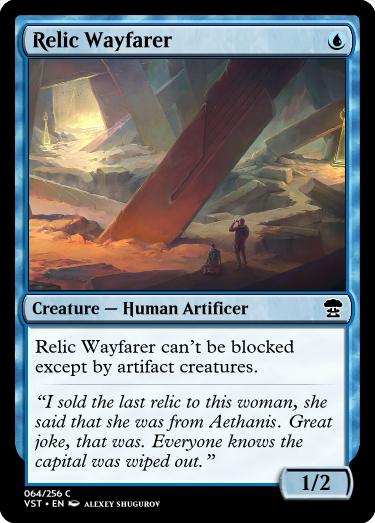 Relic Wayfarer
Creature — Human Artificer
Relic Wayfarer can't be blocked
except by artifact creatures.
“I sold the last relic to this woman, she
said that she was from Aethanis. Great
joke, that was. Everyone knows the
capital was wiped out.”
1/2
064/256 C
VST • EN ALEXEY SHUGUROV